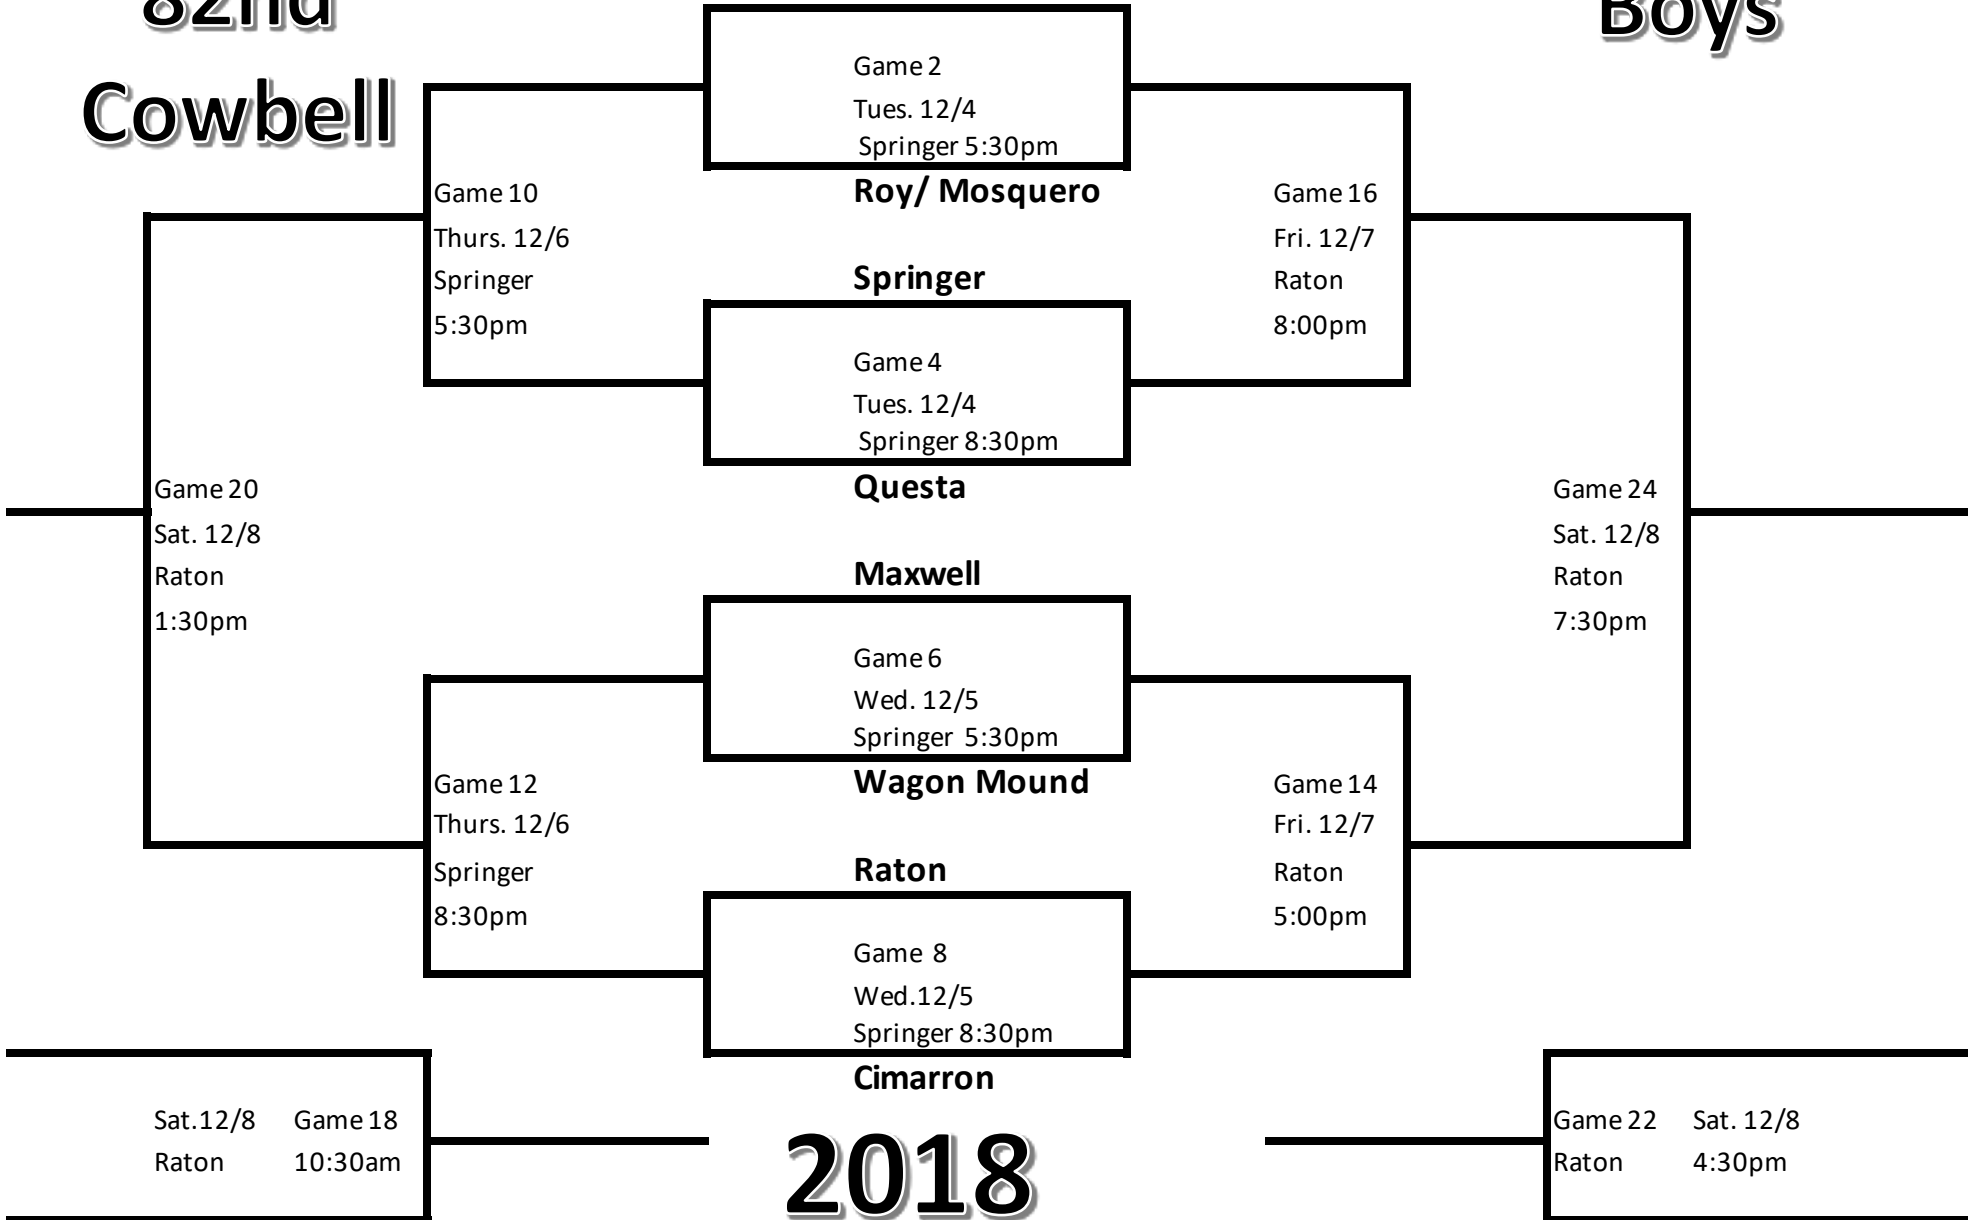 82nd
Boys
Cowbell
Game 2
Tues. 12/4
Springer 5:30pm
Roy/ Mosquero
Game 10
Thurs. 12/6
Springer
5:30pm
Game 16
Fri. 12/7
Raton
8:00pm
Springer
Game 4
Tues. 12/4
Springer 8:30pm
Questa
Game 20
Sat. 12/8
Raton
1:30pm
Game 24
Sat. 12/8
Raton
7:30pm
Maxwell
Game 6
Wed. 12/5
Springer 5:30pm
Wagon Mound
Game 12
Thurs. 12/6
Springer
8:30pm
Game 14
Fri. 12/7
Raton
5:00pm
Raton
Game 8
Wed.12/5
Springer 8:30pm
Cimarron
Sat.12/8 Game 18
Raton 10:30am
2018
Game 22 Sat. 12/8
Raton 4:30pm